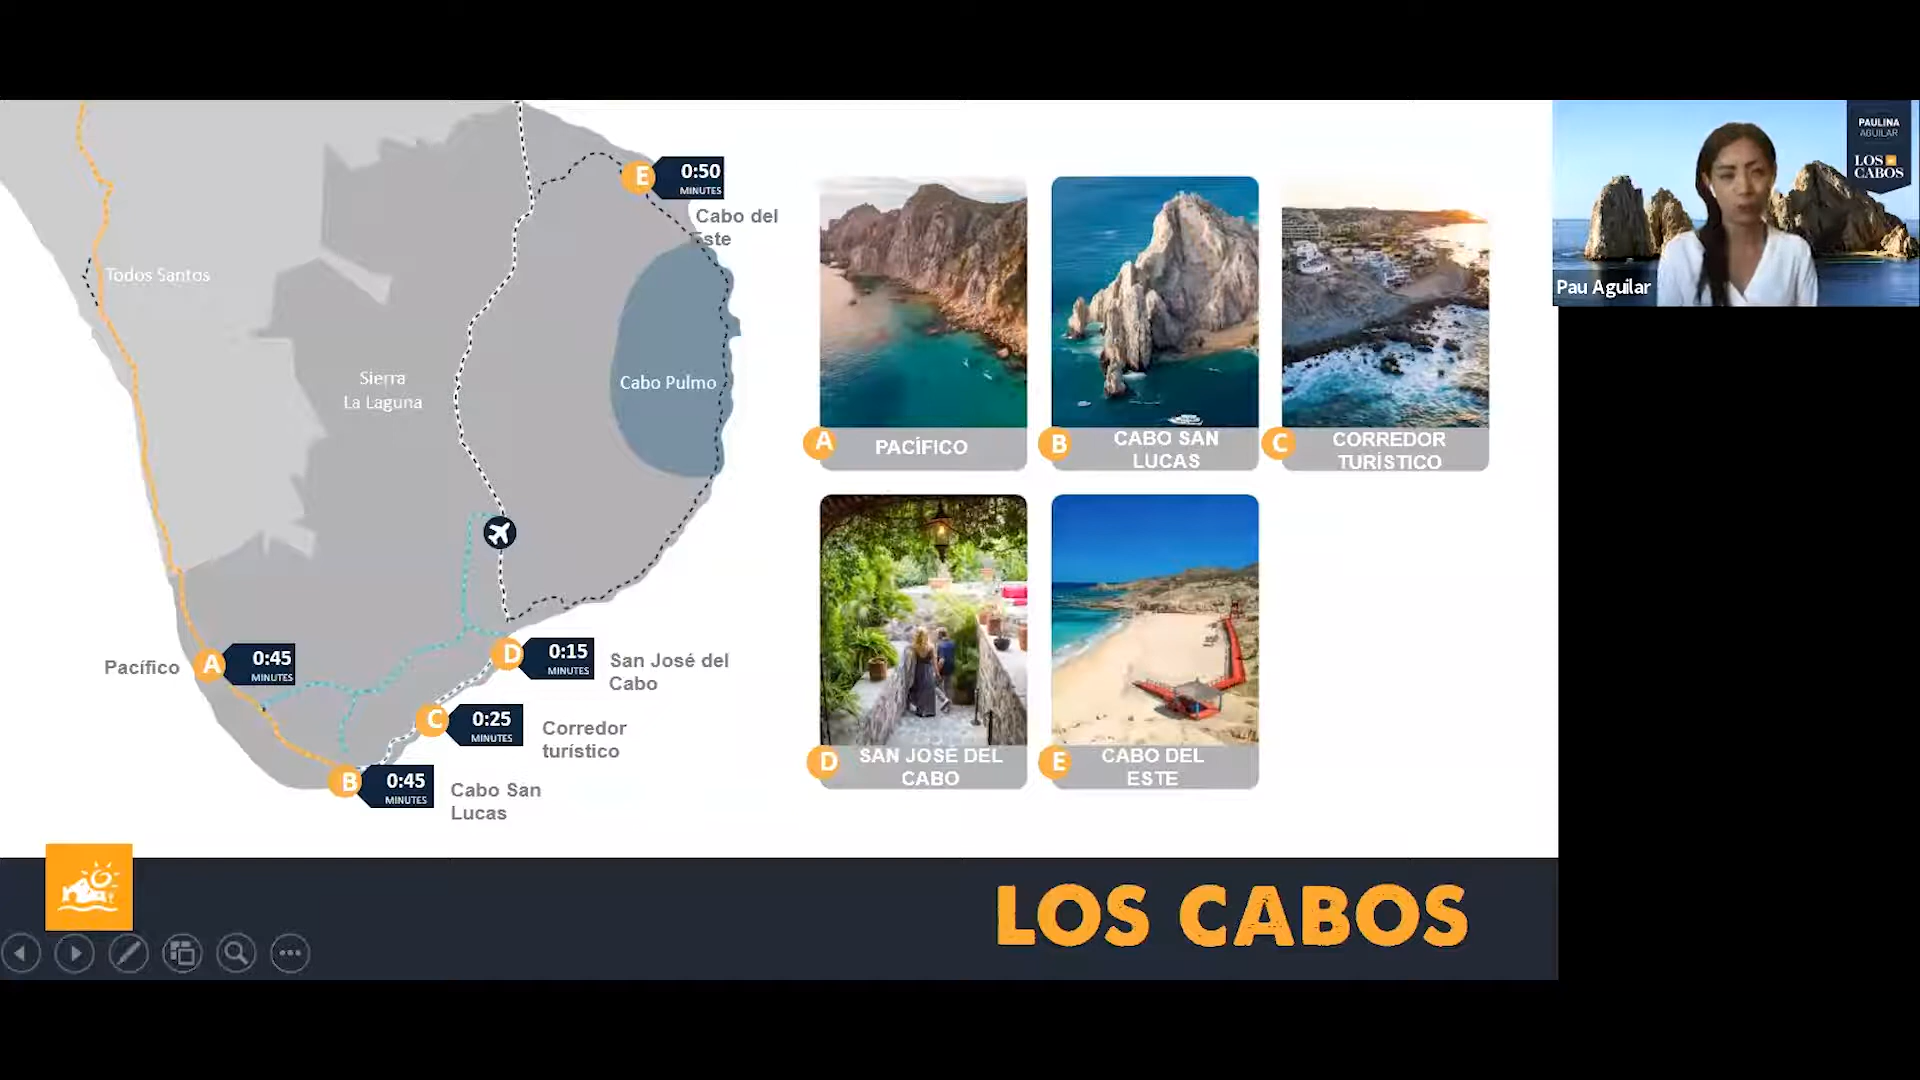 E
0:50
MINUTES
Cabo del
Este
Todos Santos
Sierra
La Laguna
Cabo Pulmo
Pacífico
A
0:45
MINUTES
D
0:15
MINUTES
San José del
Cabo
C
0:25
MINUTES
Corredor
turístico
B
0:45
MINUTES
Cabo San
Lucas
A
PACÍFICO
B
CABO SAN
LUCAS
C
CORREDOR
TURÍSTICO
D
SAN JOSÉ DEL
CABO
E
CABO DEL
ESTE
LOS CABOS
PAULINA
AGUILAR
LOS
CABOS
Pau Aguilar